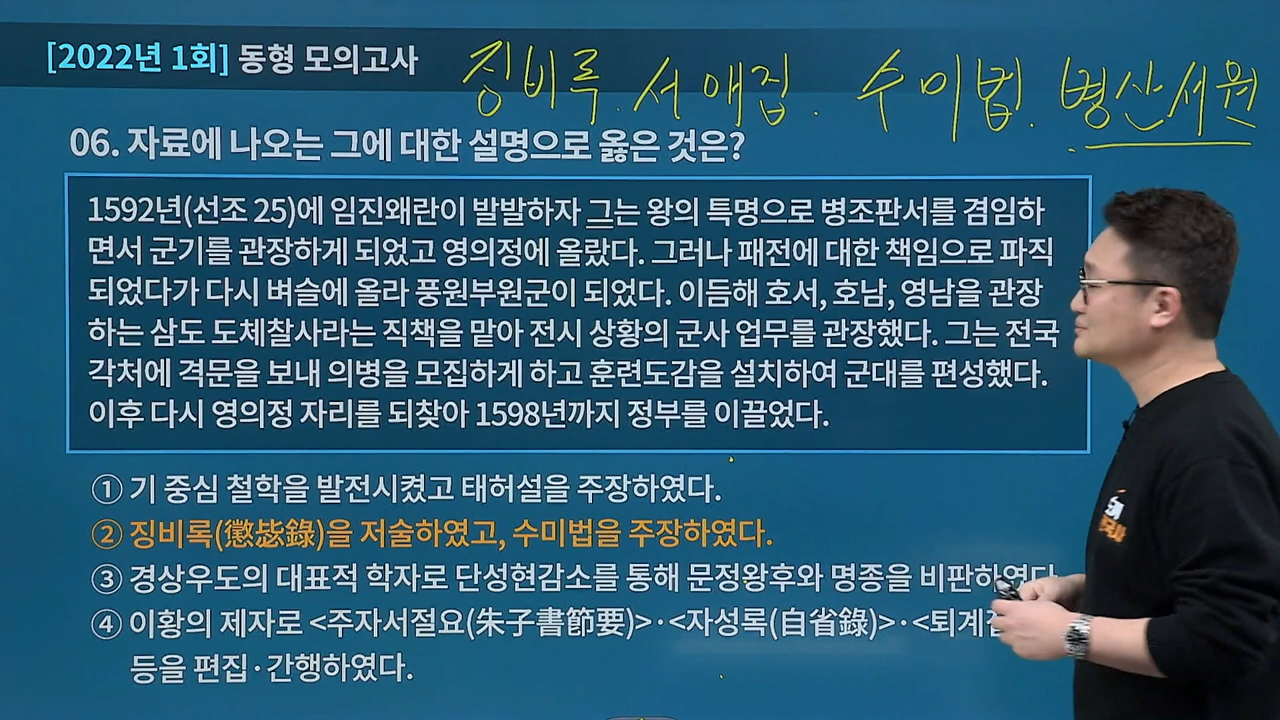 [2022년 1회] 동형 모의고사
징비록. 서애집. 수미법. 병산서원
06. 자료에 나오는 그에 대한 설명으로 옳은 것은?
1592년(선조 25)에 임진왜란이 발발하자 그는 왕의 특명으로 병조판서를 겸임하
면서 군기를 관장하게 되었고 영의정에 올랐다. 그러나 패전에 대한 책임으로 파직
되었다가 다시 벼슬에 올라 풍원부원군이 되었다. 이듬해 호서, 호남, 영남을 관장
하는 삼도 도체찰사라는 직책을 맡아 전시 상황의 군사 업무를 관장했다. 그는 전국
각처에 격문을 보내 의병을 모집하게 하고 훈련도감을 설치하여 군대를 편성했다.
이후 다시 영의정 자리를 되찾아 1598년까지 정부를 이끌었다.
① 기 중심 철학을 발전시켰고 태허설을 주장하였다.
② 징비록(懲毖錄)을 저술하였고, 수미법을 주장하였다.
③ 경상우도의 대표적 학자로 단성현감소를 통해 문정왕후와 명종을 비판하였다
④ 이황의 제자로 <주자서절요(朱子書節要)>·<자성록(自省錄)>·<퇴계
등을 편집·간행하였다.